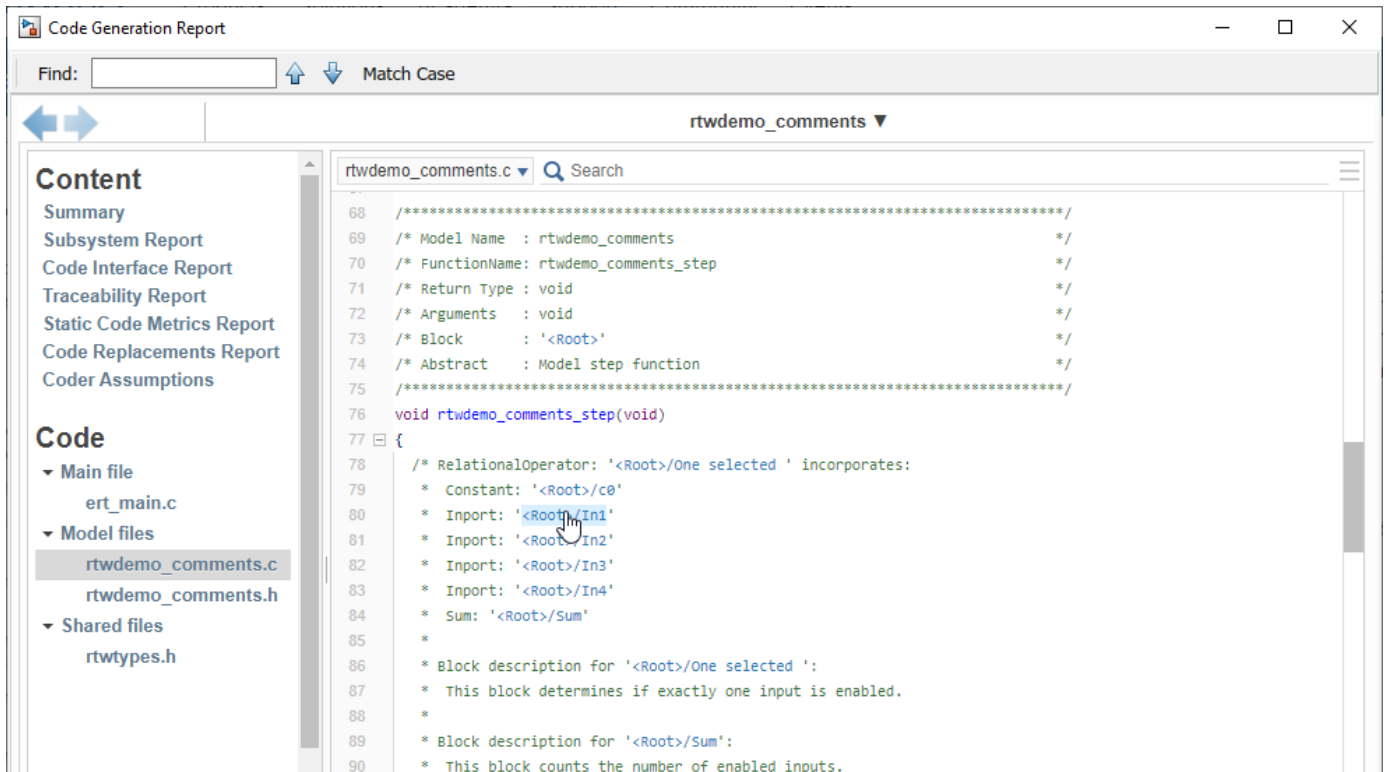 Code Generation Report
Find:
Match Case
rtwdemo_comments ▼
Content
Summary
Subsystem Report
Code Interface Report
Traceability Report
Static Code Metrics Report
Code Replacements Report
Coder Assumptions
Code
Main file
ert_main.c
Model files
rtwdemo_comments.c
rtwdemo_comments.h
Shared files
rtwtypes.h
rtwdemo_comments.c ▾ Search
68 /******************************************************************************/
69 /* Model Name  : rtwdemo_comments                                             */
70 /* FunctionName: rtwdemo_comments_step                                        */
71 /* Return Type : void                                                         */
72 /* Arguments   : void                                                         */
73 /* Block       : '<Root>'                                                     */
74 /* Abstract    : Model step function                                          */
75 /******************************************************************************/
76 void rtwdemo_comments_step(void)
77 {
78   /* RelationalOperator: '<Root>/One selected ' incorporates:
79    *  Constant: '<Root>/c0'
80    *  Inport: '<Root>/In1'
81    *  Inport: '<Root>/In2'
82    *  Inport: '<Root>/In3'
83    *  Inport: '<Root>/In4'
84    *  Sum: '<Root>/Sum'
85    *
86    * Block description for '<Root>/One selected ':
87    *  This block determines if exactly one input is enabled.
88    *
89    * Block description for '<Root>/Sum':
90    *  This block counts the number of enabled inputs.